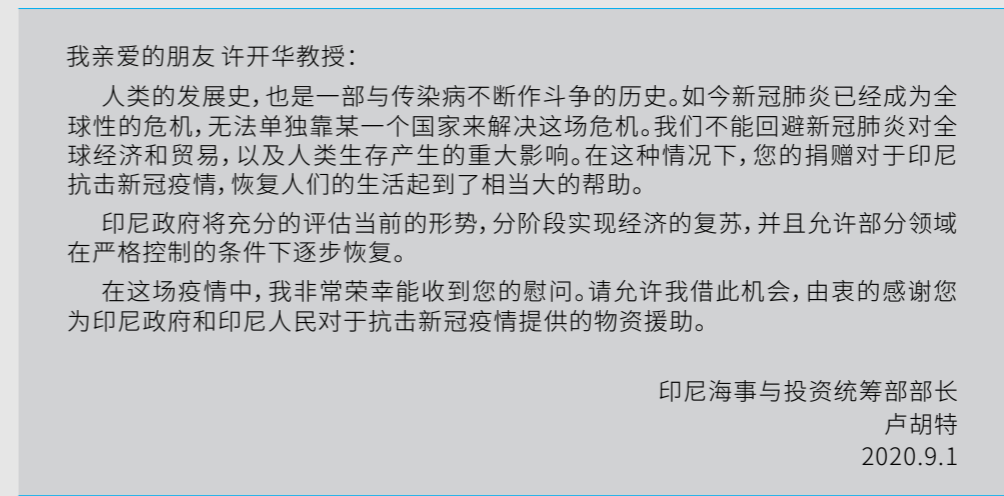 我亲爱的朋友 许开华教授：
人类的发展史，也是一部与传染病不断作斗争的历史。如今新冠肺炎已经成为全
球性的危机，无法单独靠某一个国家来解决这场危机。我们不能回避新冠肺炎对全
球经济和贸易，以及人类生存产生的重大影响。在这种情况下，您的捐赠对于印尼
抗击新冠疫情，恢复人们的生活起到了相当大的帮助。
印尼政府将充分的评估当前的形势，分阶段实现经济的复苏，并且允许部分领域
在严格控制的条件下逐步恢复。
在这场疫情中，我非常荣幸能收到您的慰问。请允许我借此机会，由衷的感谢您
为印尼政府和印尼人民对于抗击新冠疫情提供的物资援助。
印尼海事与投资统筹部部长
卢胡特
2020.9.1